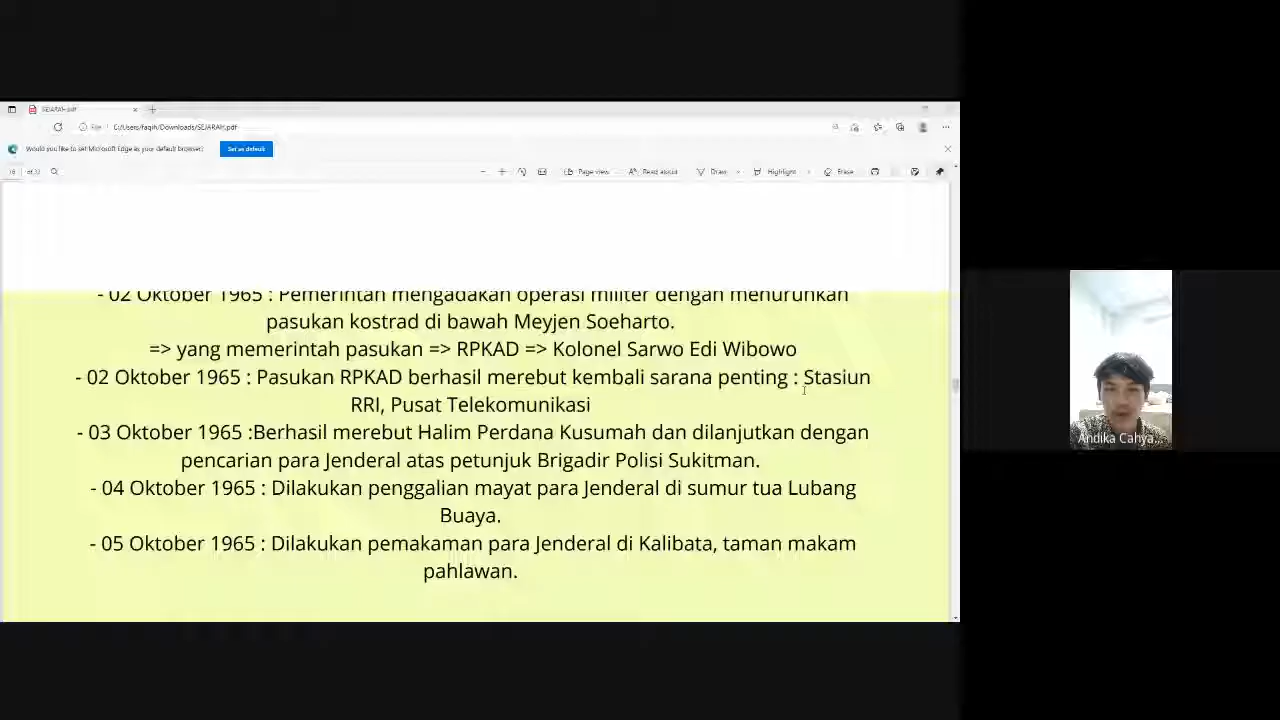 SEJARAH.pdf
File
C:/Users/faqih/Downloads/SEJARAH.pdf
Would you like to set Microsoft Edge as your default browser?
Set as default
of 32
Page view
Read aloud
Draw
Highlight
Erase
- 02 Oktober 1965 : Pemerintah mengadakan operasi militer dengan menurunkan
pasukan kostrad di bawah Meyjen Soeharto.
=> yang memerintah pasukan => RPKAD => Kolonel Sarwo Edi Wibowo
- 02 Oktober 1965 : Pasukan RPKAD berhasil merebut kembali sarana penting : Stasiun
RRI, Pusat Telekomunikasi
- 03 Oktober 1965 :Berhasil merebut Halim Perdana Kusumah dan dilanjutkan dengan
pencarian para Jenderal atas petunjuk Brigadir Polisi Sukitman.
- 04 Oktober 1965 : Dilakukan penggalian mayat para Jenderal di sumur tua Lubang
Buaya.
- 05 Oktober 1965 : Dilakukan pemakaman para Jenderal di Kalibata, taman makam
pahlawan.
Andika Cahya...